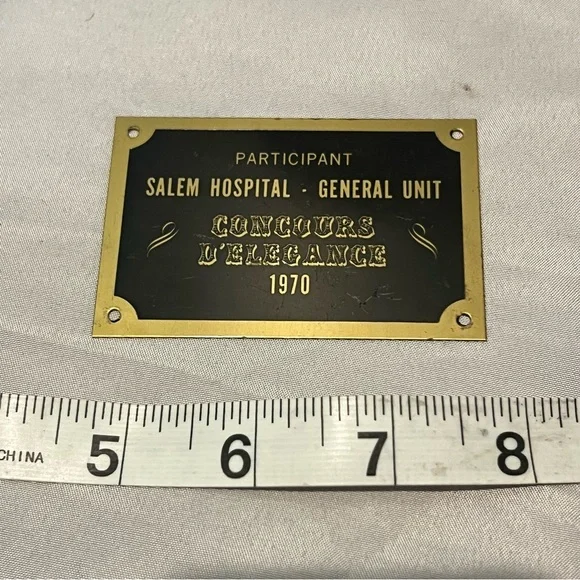 PARTICIPANT
SALEM HOSPITAL - GENERAL UNIT
CONCOURS
D'ELEGANCE
1970
CHINA 5 6 7 8